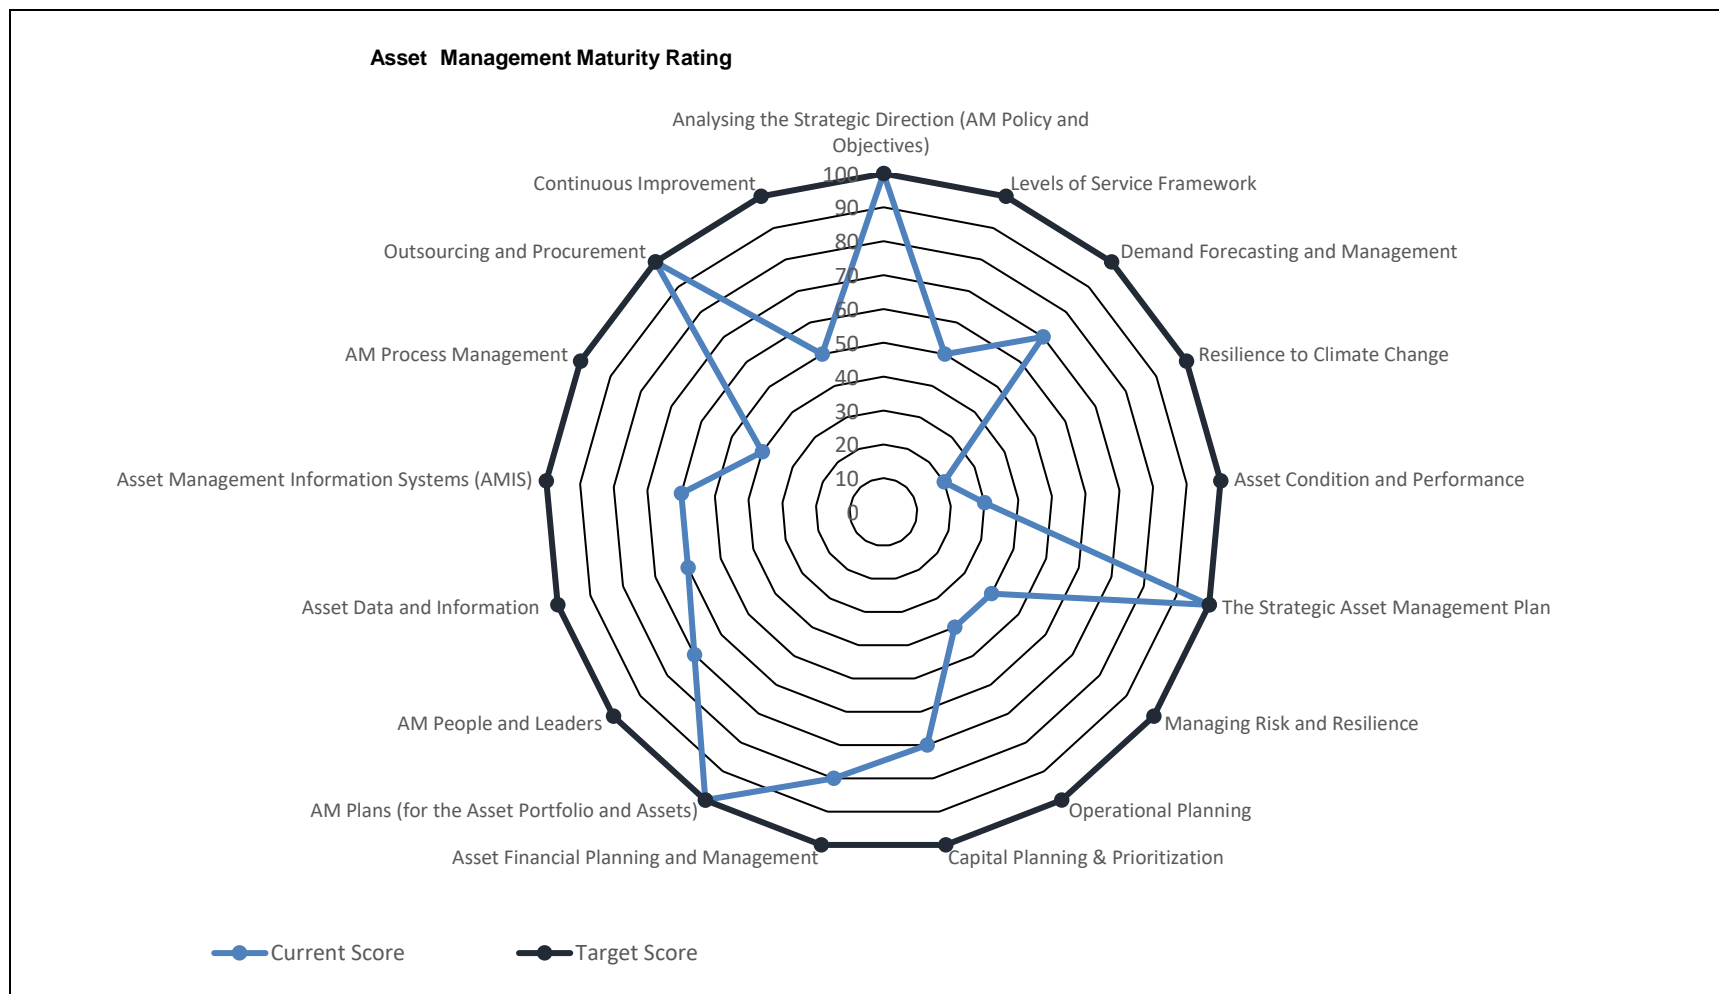 Asset Management Maturity Rating
Analysing the Strategic Direction (AM Policy and
Objectives)
Levels of Service Framework
Demand Forecasting and Management
Resilience to Climate Change
Asset Condition and Performance
The Strategic Asset Management Plan
Managing Risk and Resilience
Operational Planning
Capital Planning & Prioritization
Asset Financial Planning and Management
AM Plans (for the Asset Portfolio and Assets)
AM People and Leaders
Asset Data and Information
Asset Management Information Systems (AMIS)
AM Process Management
Outsourcing and Procurement
Continuous Improvement
100
90
80
70
60
50
40
30
20
10
0
Current Score
Target Score